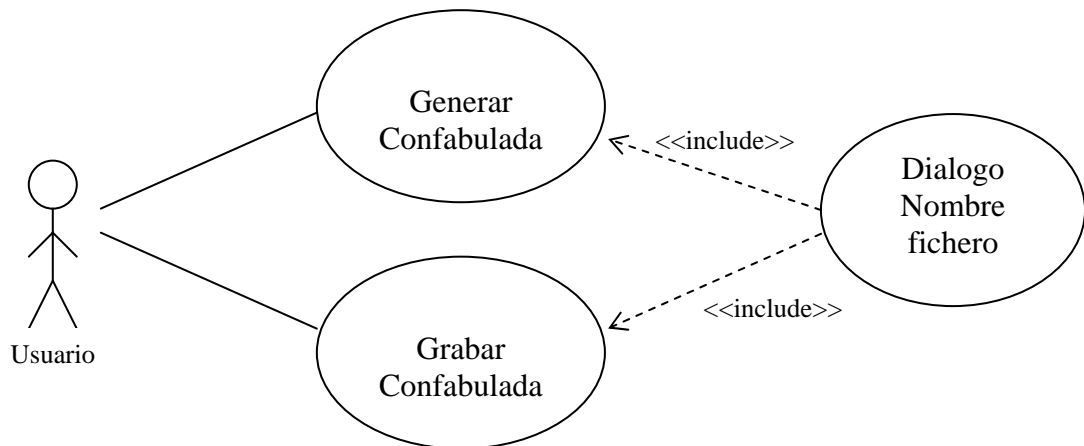 Generar
Confabulada
<<include>>
Dialogo
Nombre
fichero
<<include>>
Usuario
Grabar
Confabulada